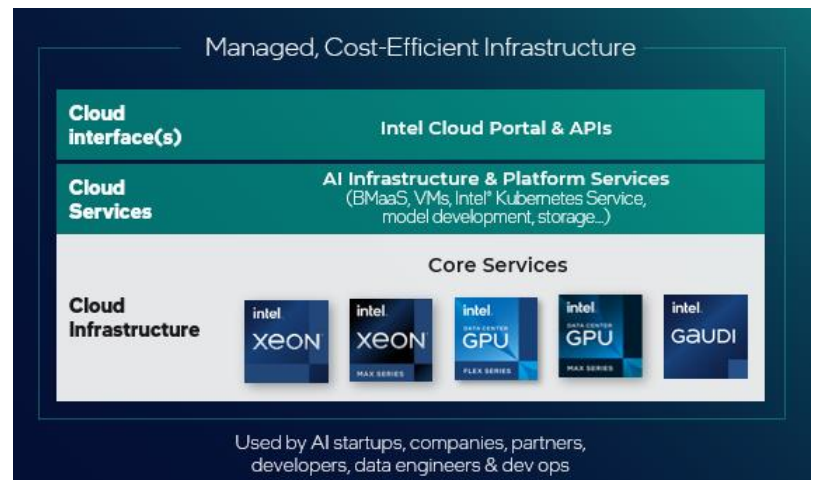 Managed, Cost-Efficient Infrastructure
Cloud
interface(s)
Intel Cloud Portal & APIs
Cloud
Services
AI Infrastructure & Platform Services
(BMaaS, VMs, Intel® Kubernetes Service,
model development, storage...)
Core Services
Cloud
Infrastructure
intel.
xeon
intel.
xeon
MAX SERIES
intel.
DATA CENTER
GPU
FLEX SERIES
intel.
DATA CENTER
GPU
MAX SERIES
intel.
GAUDI
Used by AI startups, companies, partners,
developers, data engineers & dev ops